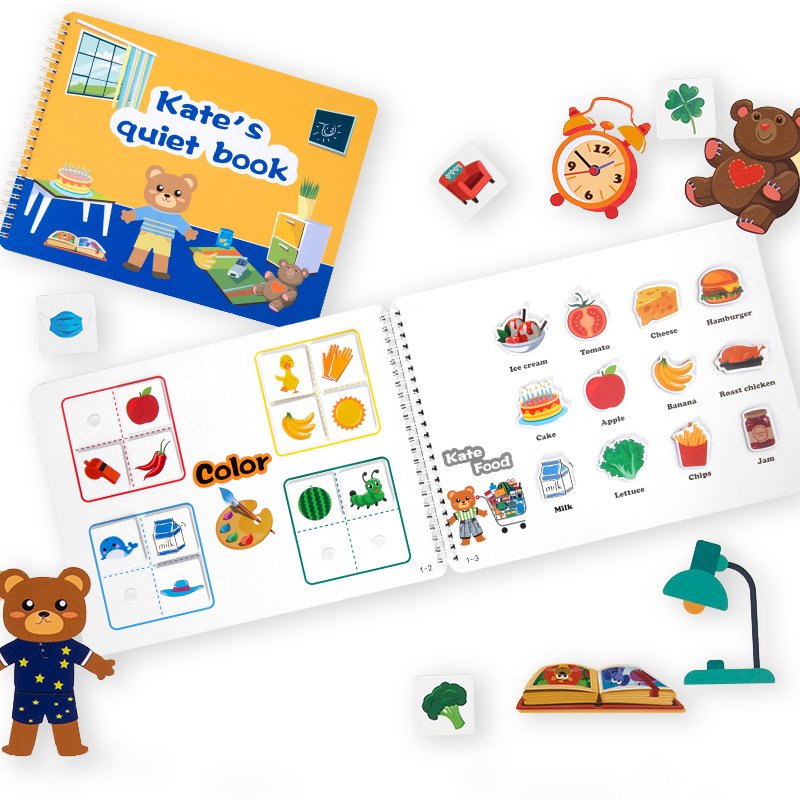 Kate's
quiet book
12
3
6
9
Color
milk
1-2
Ice cream
Tomato
Cheese
Hamburger
Cake
Apple
Banana
Roast chicken
Kate
Food
milk
Milk
Lettuce
Chips
Jam
1-3